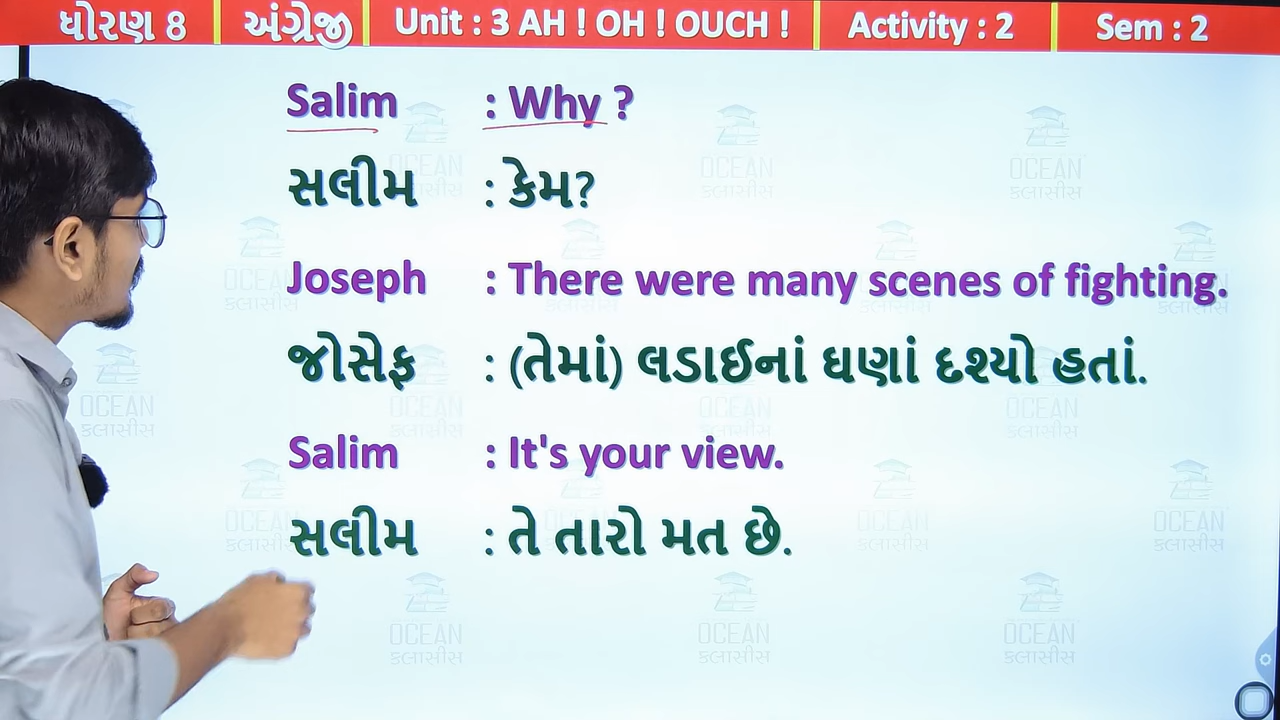 ધોરણ 8 અંગ્રેજી Unit : 3 AH ! OH ! OUCH ! Activity : 2 Sem : 2
Salim : Why ?
સલીમ : કેમ?
Joseph : There were many scenes of fighting.
જોસેફ : (તેમાં) લડાઈનાં ઘણાં દશ્યો હતાં.
Salim : It's your view.
સલીમ : તે તારો મત છે.
OCEAN
ક્લાસીસ